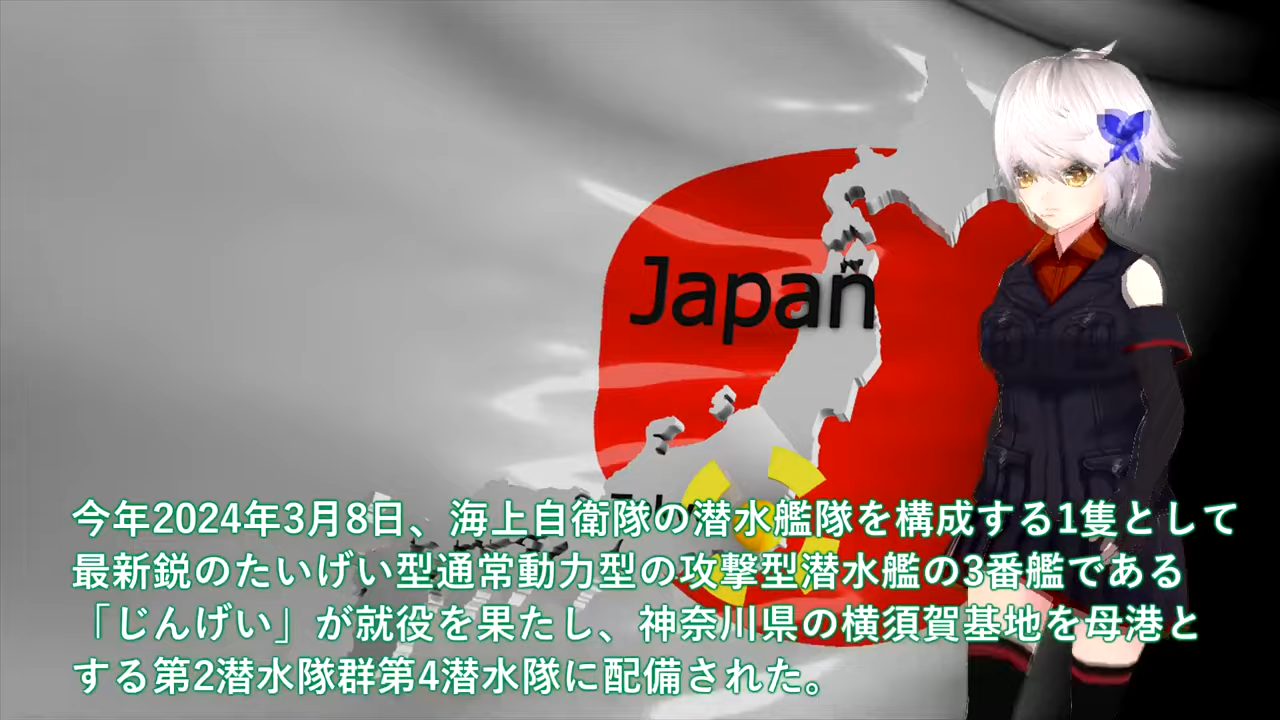 Japan
今年2024年3月8日、海上自衛隊の潜水艦隊を構成する1隻として
最新鋭のたいげい型通常動力型の攻撃型潜水艦の3番艦である
「じんげい」が就役を果たし、神奈川県の横須賀基地を母港と
する第2潜水隊群第4潜水隊に配備された。